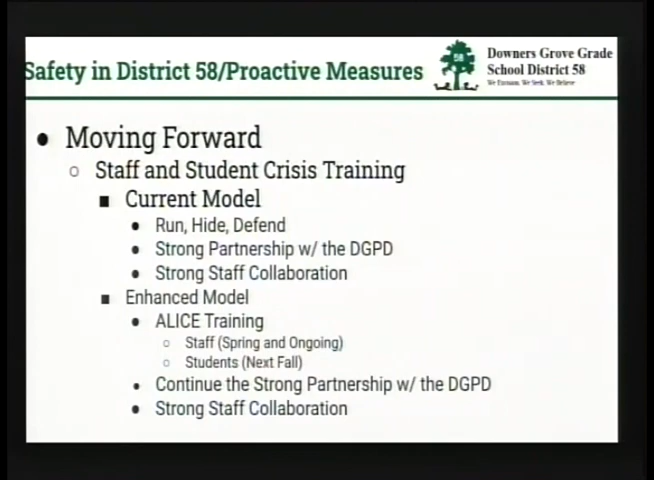 Safety in District 58/Proactive Measures
58
Downers Grove Grade
School District 58
● Moving Forward
○ Staff and Student Crisis Training
■ Current Model
● Run, Hide, Defend
● Strong Partnership w/ the DGPD
● Strong Staff Collaboration
■ Enhanced Model
● ALICE Training
○ Staff (Spring and Ongoing)
○ Students (Next Fall)
● Continue the Strong Partnership w/ the DGPD
● Strong Staff Collaboration